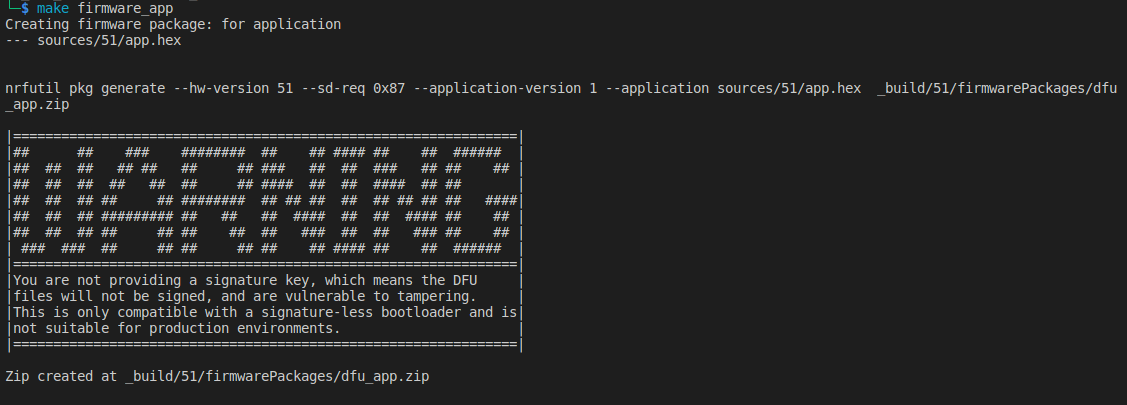 └─$ make firmware_app
Creating firmware package: for application
--- sources/51/app.hex
nrfutil pkg generate --hw-version 51 --sd-req 0x87 --application-version 1 --application sources/51/app.hex  _build/51/firmwarePackages/dfu
_app.zip
|===============================================================|
|##      ##    ###    ########  ##    ## #### ##    ##  ######  |
|##  ##  ##   ## ##   ##     ## ###   ##  ##  ###   ## ##    ## |
|##  ##  ##  ##   ##  ##     ## ####  ##  ##  ####  ## ##       |
|##  ##  ## ##     ## ########  ## ## ##  ##  ## ## ## ##   ####|
|##  ##  ## ######### ##   ##   ##  ####  ##  ##  #### ##    ## |
|##  ##  ## ##     ## ##    ##  ##   ###  ##  ##   ### ##    ## |
| ###  ###  ##     ## ##     ## ##    ## #### ##    ##  ######  |
|===============================================================|
|You are not providing a signature key, which means the DFU     |
|files will not be signed, and are vulnerable to tampering.     |
|This is only compatible with a signature-less bootloader and is|
|not suitable for production environments.                      |
|===============================================================|
Zip created at _build/51/firmwarePackages/dfu_app.zip